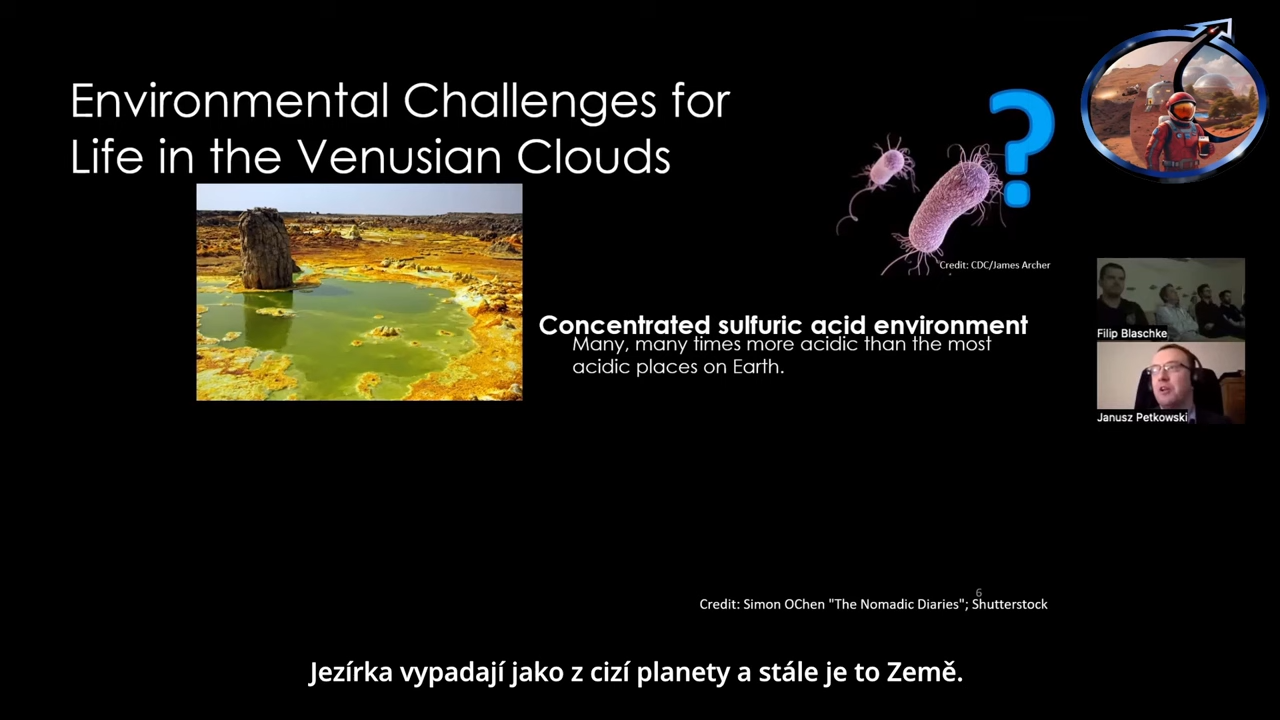 Environmental Challenges for
Life in the Venusian Clouds
?
Credit: CDC/James Archer
Concentrated sulfuric acid environment
Many, many times more acidic than the most
acidic places on Earth.
Filip Blaschke
Janusz Petkowski
6
Credit: Simon OChen "The Nomadic Diaries"; Shutterstock
Jezírka vypadají jako z cizí planety a stále je to Země.